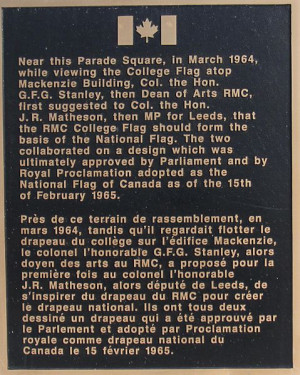 Near this Parade Square, in March 1964,
while viewing the College Flag atop
Mackenzie Building, Col. the Hon.
G.F.G. Stanley, then Dean of Arts RMC,
first suggested to Col. the Hon.
J.R. Matheson, then MP for Leeds, that
the RMC College Flag should form the
basis of the National Flag. The two
collaborated on a design which was
ultimately approved by Parliament and by
Royal Proclamation adopted as the
National Flag of Canada as of the 15th
of February 1965.
Près de ce terrain de rassemblement, en
mars 1964, tandis qu'il regardait flotter le
drapeau du collège sur l'édifice Mackenzie,
le colonel l'honorable G.F.G. Stanley, alors
doyen des arts au RMC, a proposé pour la
première fois au colonel l'honorable
J.R. Matheson, alors député de Leeds, de
s'inspirer du drapeau du RMC pour créer
le drapeau national. Ils ont tous deux
dessiné un drapeau qui a été approuvé par
le Parlement et adopté par Proclamation
royale comme drapeau national du
Canada le 15 février 1965.